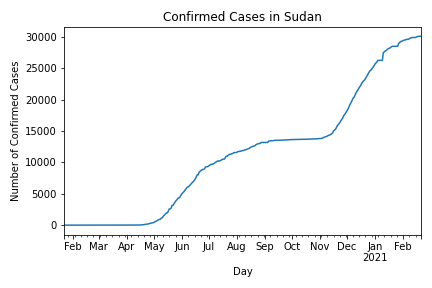 Confirmed Cases in Sudan
30000
25000
20000
15000
10000
5000
0
Number of Confirmed Cases
Feb Mar Apr May Jun Jul Aug Sep Oct Nov Dec Jan Feb
2021
Day